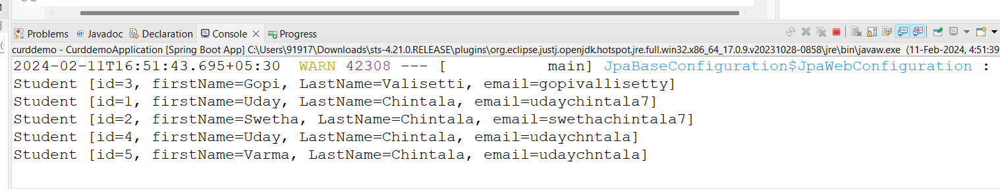 Problems @ Javadoc Declaration Console Progress
curddemo - CurddemoApplication [Spring Boot App] C:\Users\91917\Downloads\sts-4.21.0.RELEASE\plugins\org.eclipse.justj.openjdk.hotspot.jre.full.win32.x86_64_17.0.9.v20231028-0858\jre\bin\javaw.exe (11-Feb-2024, 4:51:39
2024-02-11T16:51:43.695+05:30  WARN 42308 --- [           main] JpaBaseConfiguration$JpaWebConfiguration :
Student [id=3, firstName=Gopi, LastName=Valisetti, email=gopivallisetty]
Student [id=1, firstName=Uday, LastName=Chintala, email=udaychintala7]
Student [id=2, firstName=Swetha, LastName=Chintala, email=swethachintala7]
Student [id=4, firstName=Uday, LastName=Chintala, email=udaychntala]
Student [id=5, firstName=Varma, LastName=Chintala, email=udaychntala]